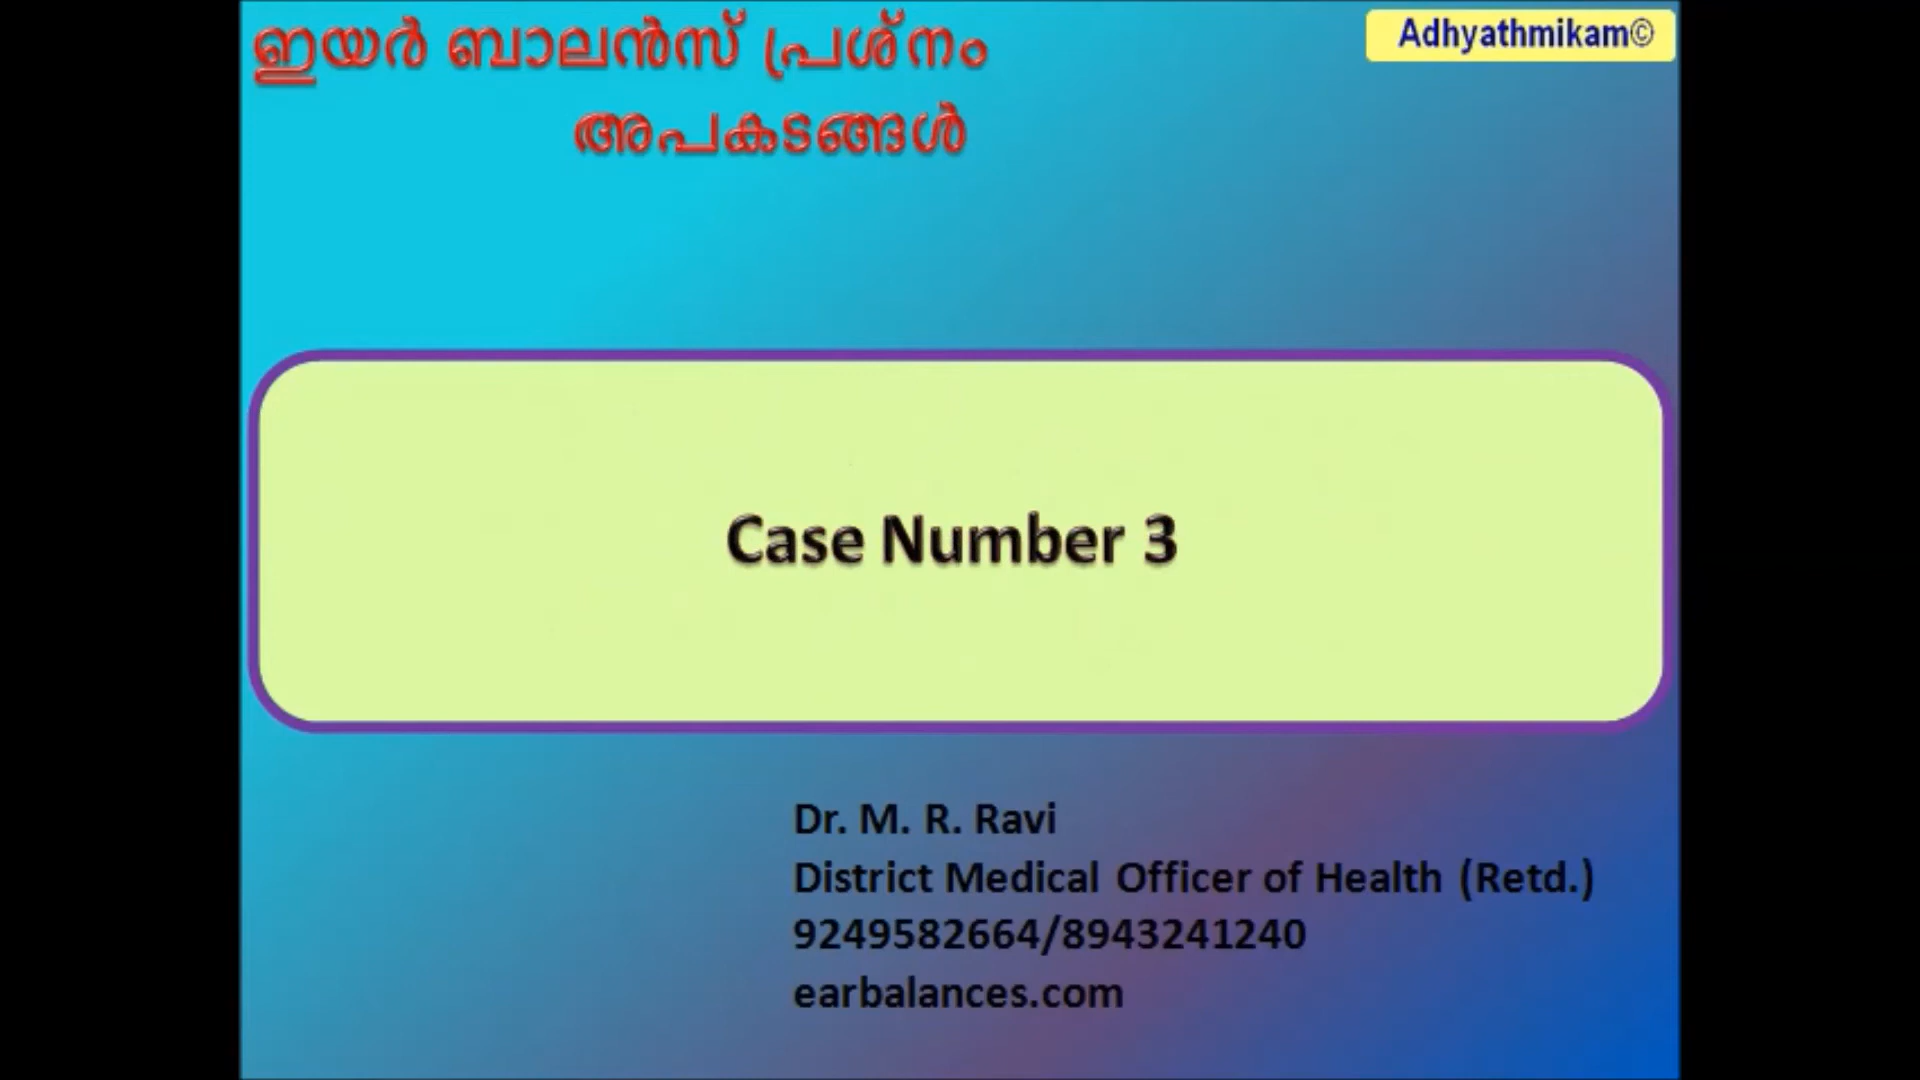 ഇയർ ബാലൻസ് പ്രശ്നം
Adhyathmikam©
അപകടങ്ങൾ
Case Number 3
Dr. M. R. Ravi
District Medical Officer of Health (Retd.)
9249582664/8943241240
earbalances.com